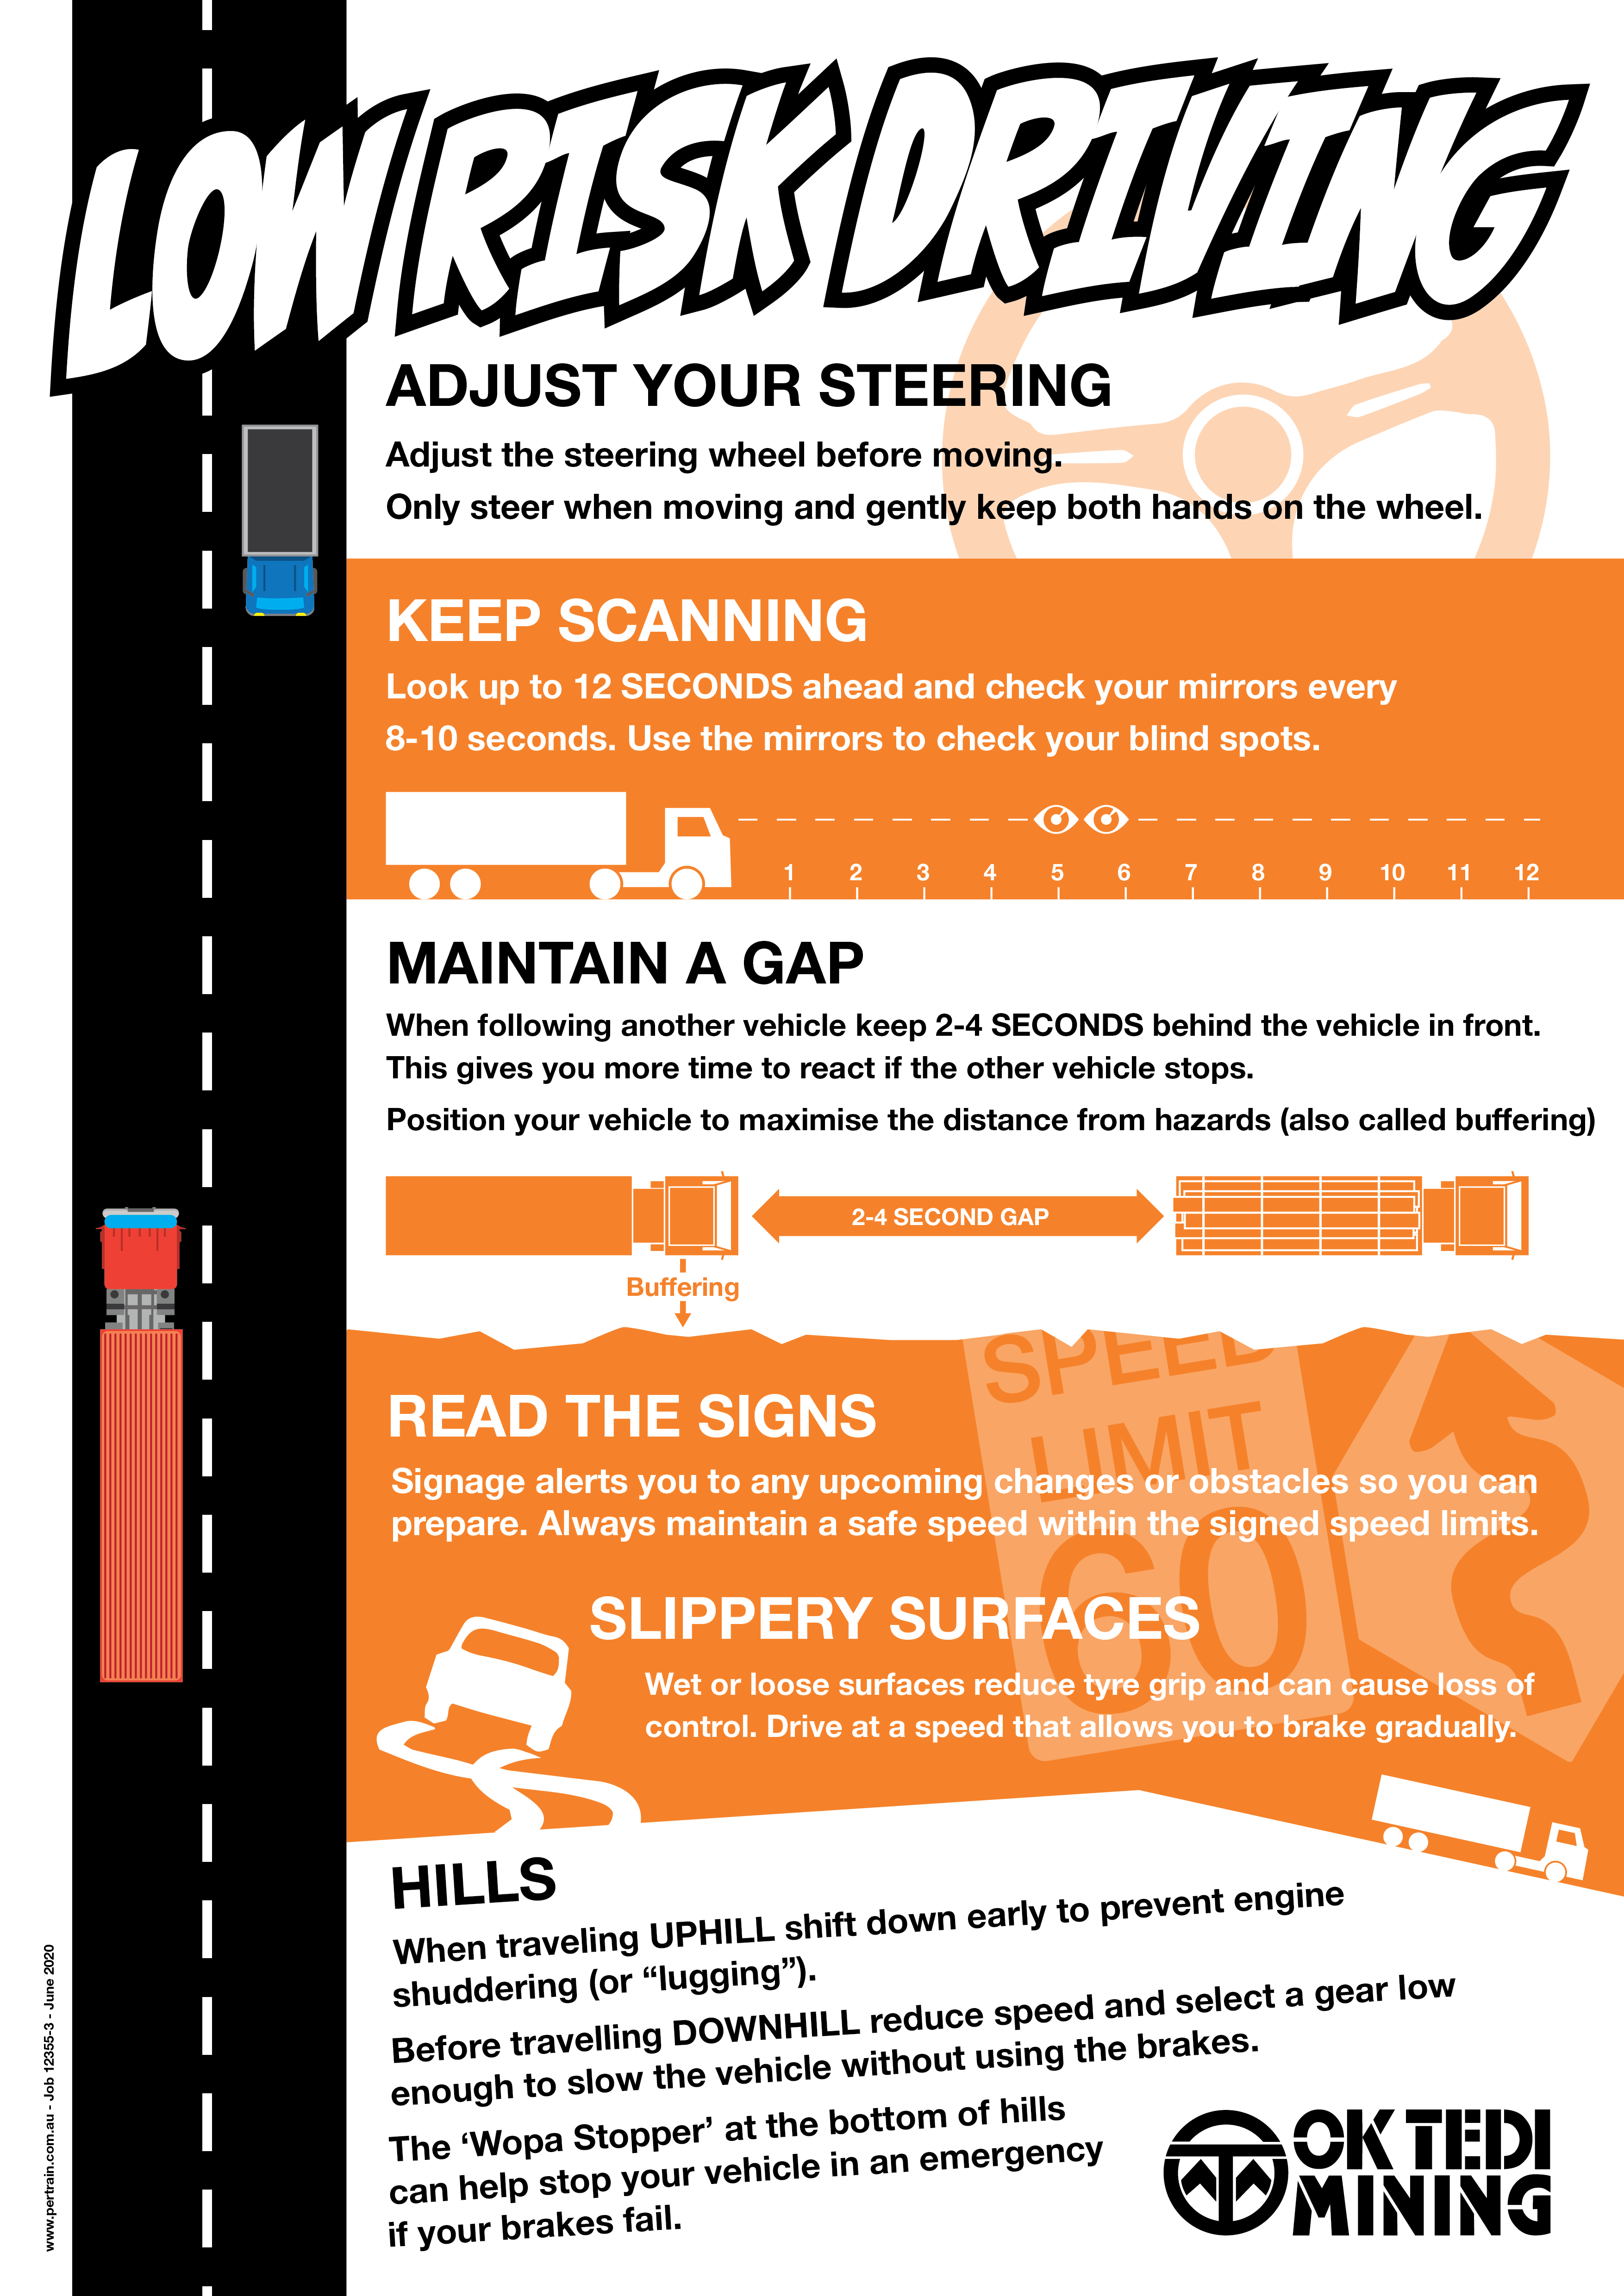 LOW RISK DRIVING
ADJUST YOUR STEERING
Adjust the steering wheel before moving.
Only steer when moving and gently keep both hands on the wheel.
KEEP SCANNING
Look up to 12 SECONDS ahead and check your mirrors every
8-10 seconds. Use the mirrors to check your blind spots.
1 2 3 4 5 6 7 8 9 10 11 12
MAINTAIN A GAP
When following another vehicle keep 2-4 SECONDS behind the vehicle in front.
This gives you more time to react if the other vehicle stops.
Position your vehicle to maximise the distance from hazards (also called buffering)
2-4 SECOND GAP
Buffering
SPEED
LIMIT
60
READ THE SIGNS
Signage alerts you to any upcoming changes or obstacles so you can
prepare. Always maintain a safe speed within the signed speed limits.
SLIPPERY SURFACES
Wet or loose surfaces reduce tyre grip and can cause loss of
control. Drive at a speed that allows you to brake gradually.
HILLS
When traveling UPHILL shift down early to prevent engine
shuddering (or “lugging”).
Before travelling DOWNHILL reduce speed and select a gear low
enough to slow the vehicle without using the brakes.
The ‘Wopa Stopper’ at the bottom of hills
can help stop your vehicle in an emergency
if your brakes fail.
OK TEDI
MINING
www.pertrain.com.au - Job 12355-3 - June 2020